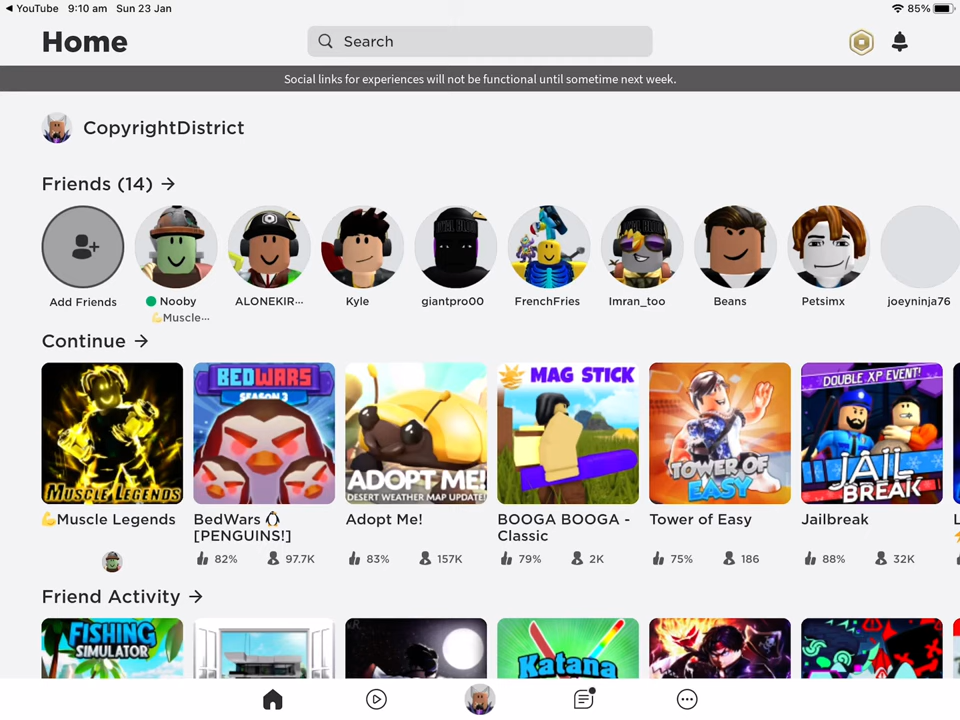 ◀ YouTube 9:10 am Sun 23 Jan 85%
Home
Search
Social links for experiences will not be functional until sometime next week.
CopyrightDistrict
Friends (14) →
Add Friends Nooby ALONEKIR... Kyle giantpro00 FrenchFries Imran_too Beans Petsimx joeyninja76
💪Muscle...
Continue →
MUSCLE LEGENDS
BEDWARS
SEASON 3
ADOPT ME!
DESERT WEATHER MAP UPDATE!
MAG STICK
TOWER OF
EASY
DOUBLE XP EVENT!
JAIL
BREAK
💪Muscle Legends
BedWars 🐧
[PENGUINS!]
Adopt Me!
BOOGA BOOGA -
Classic
Tower of Easy
Jailbreak
82% 97.7K 83% 157K 79% 2K 75% 186 88% 32K
Friend Activity →
FISHING
SIMULATOR
Katana